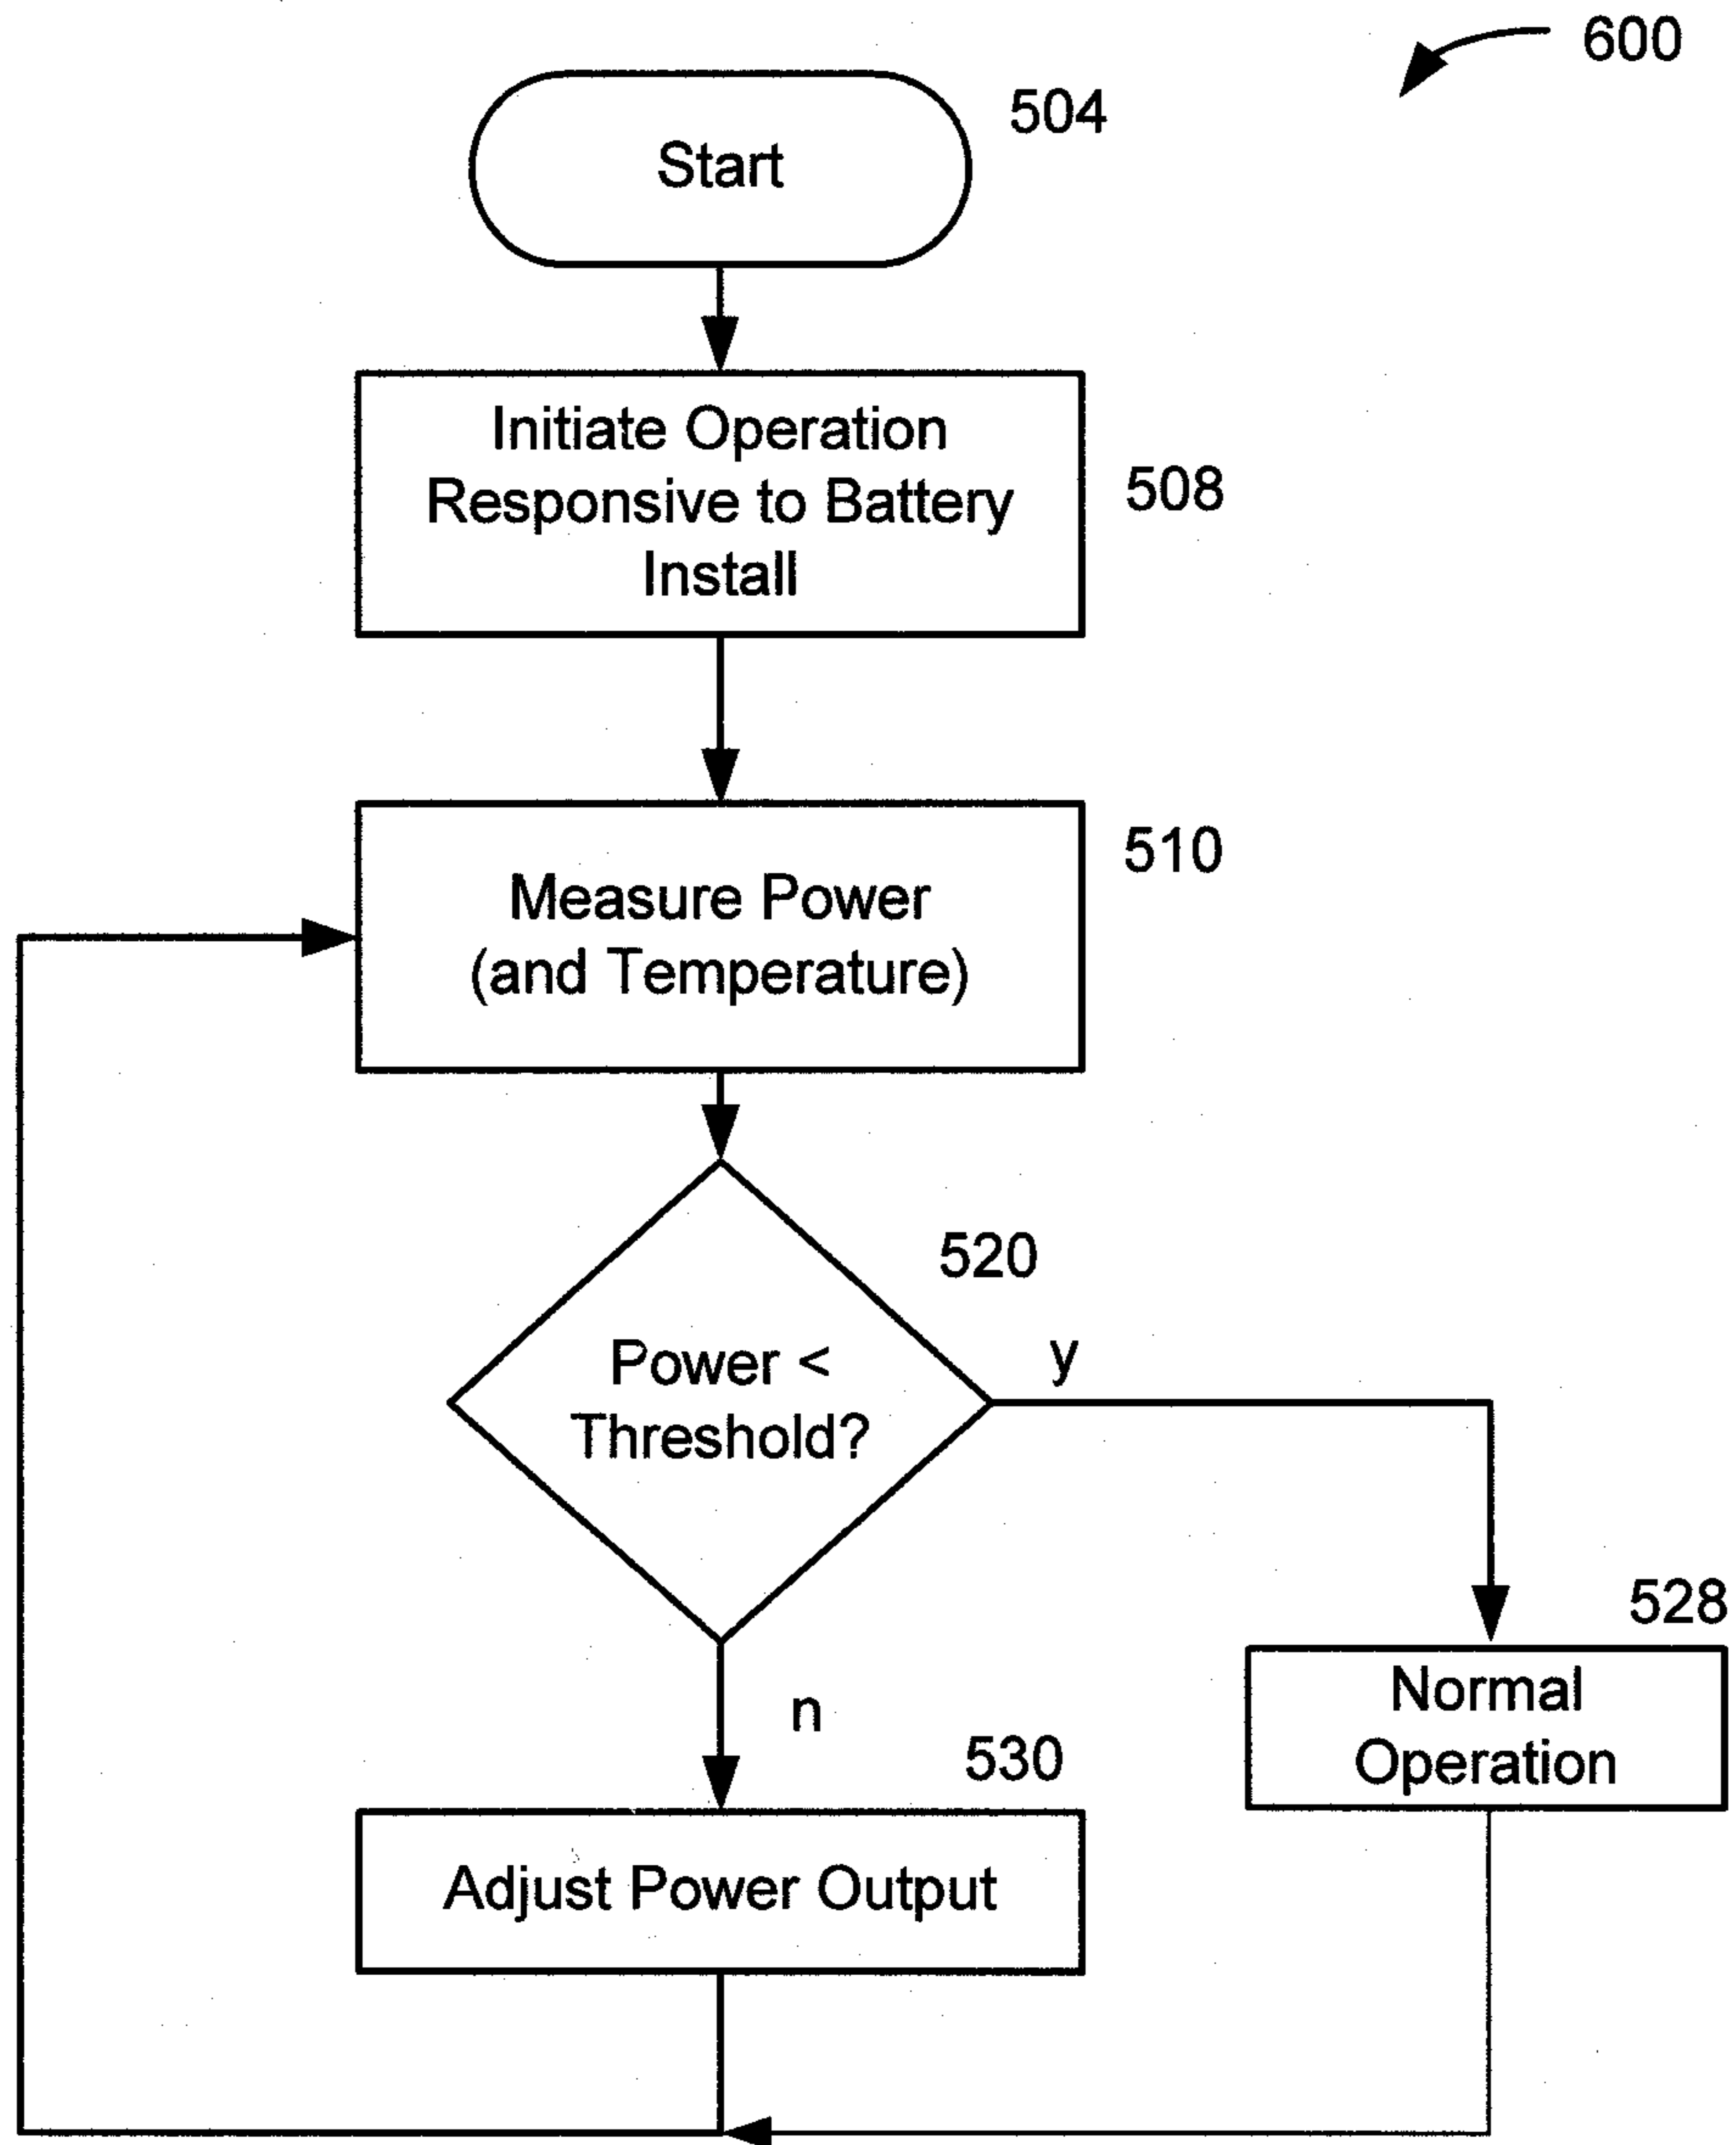 600
504
Start
Initiate Operation
Responsive to Battery
Install
508
510
Measure Power
(and Temperature)
520
Power <
Threshold?
y
n
528
Normal
Operation
530
Adjust Power Output